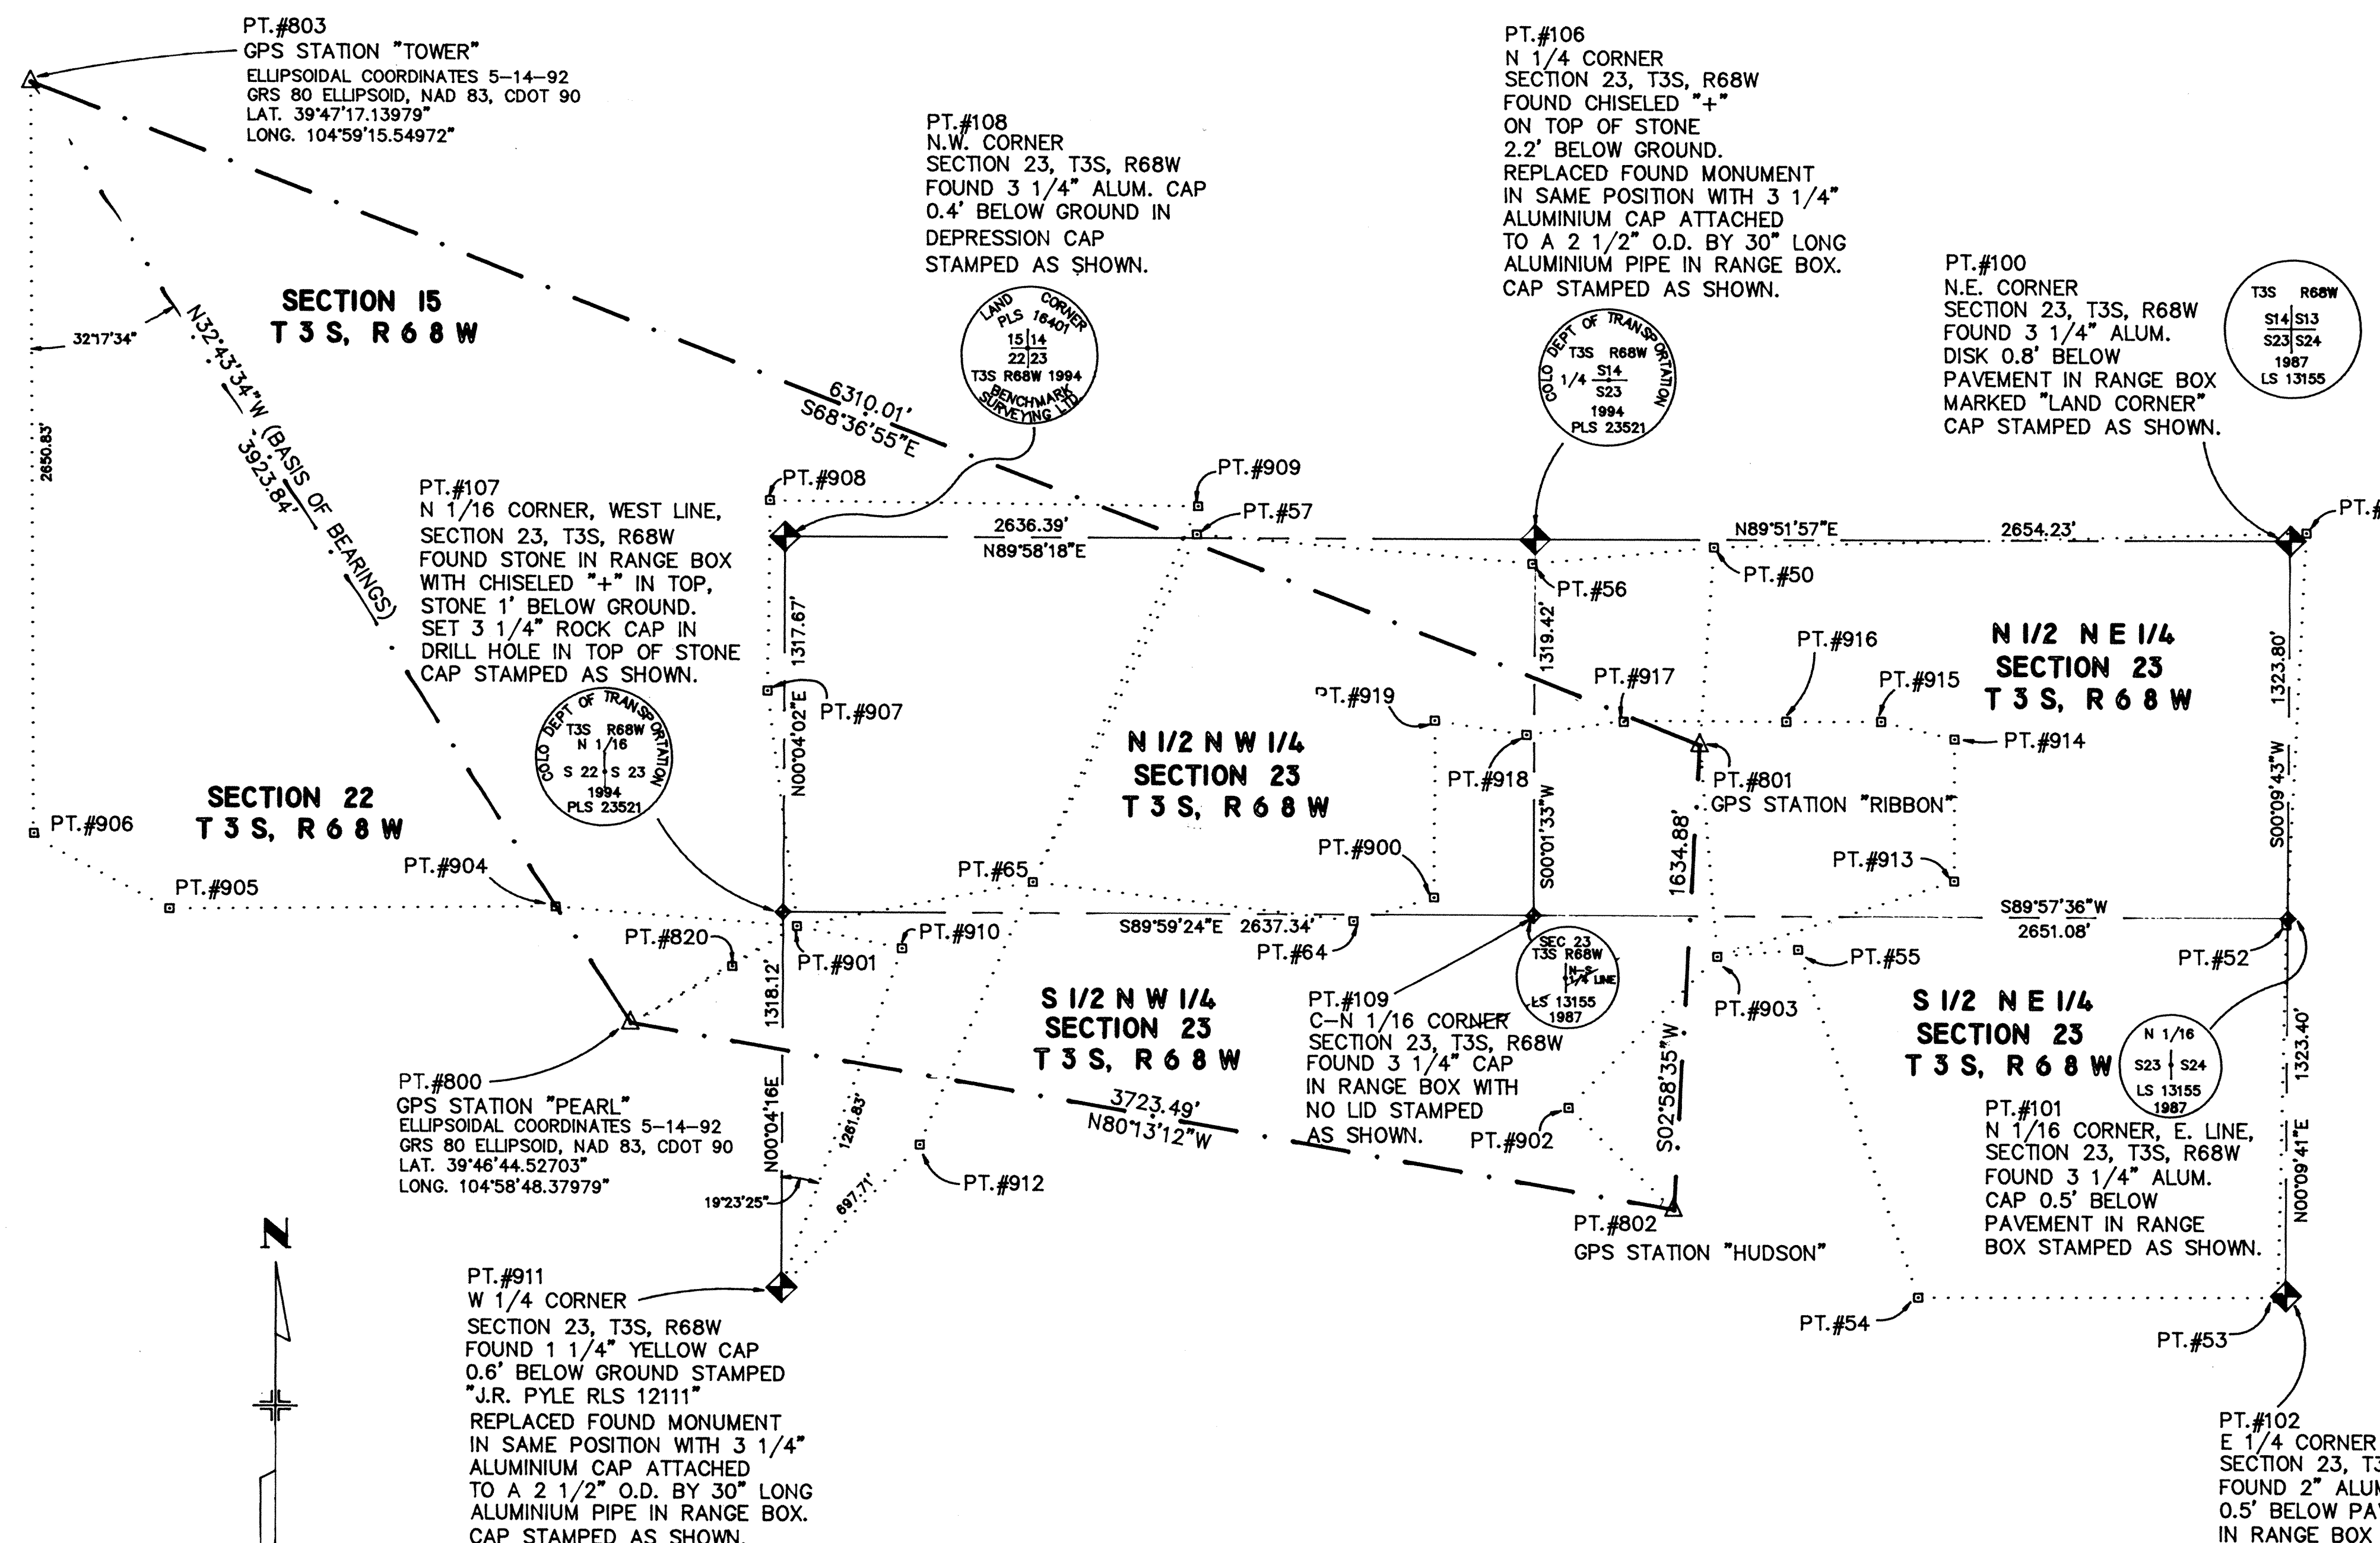 PT.#803
GPS STATION "TOWER"
ELLIPSOIDAL COORDINATES 5-14-92
GRS 80 ELLIPSOID, NAD 83, CDOT 90
LAT. 39°47'17.13979"
LONG. 104°59'15.54972"
PT.#106
N 1/4 CORNER
SECTION 23, T3S, R68W
FOUND CHISELED "+"
ON TOP OF STONE
2.2' BELOW GROUND.
REPLACED FOUND MONUMENT
IN SAME POSITION WITH 3 1/4"
ALUMINIUM CAP ATTACHED
TO A 2 1/2" O.D. BY 30" LONG
ALUMINIUM PIPE IN RANGE BOX.
CAP STAMPED AS SHOWN.
PT.#108
N.W. CORNER
SECTION 23, T3S, R68W
FOUND 3 1/4" ALUM. CAP
0.4' BELOW GROUND IN
DEPRESSION CAP
STAMPED AS SHOWN.
PT.#100
N.E. CORNER
SECTION 23, T3S, R68W
FOUND 3 1/4" ALUM.
DISK 0.8' BELOW
PAVEMENT IN RANGE BOX
MARKED "LAND CORNER"
CAP STAMPED AS SHOWN.
T3S R68W
S14 S13
S23 S24
1987
LS 13155
LAND CORNER
PLS 16401
15 14
22 23
T3S R68W 1994
BENCHMARK
SURVEYING LTD.
COLO DEPT OF TRANSPORTATION
T3S R68W
1/4 S14
S23
1994
PLS 23521
SECTION 15
T 3 S, R 6 8 W
32°17'34"
2650.83'
N32°43'34"W (BASIS OF BEARINGS)
3923.84'
6310.01'
S68°36'55"E
PT.#107
N 1/16 CORNER, WEST LINE,
SECTION 23, T3S, R68W
FOUND STONE IN RANGE BOX
WITH CHISELED "+" IN TOP,
STONE 1' BELOW GROUND.
SET 3 1/4" ROCK CAP IN
DRILL HOLE IN TOP OF STONE
CAP STAMPED AS SHOWN.
COLO DEPT OF TRANSPORTATION
T3S R68W
N 1/16
S 22 S 23
1994
PLS 23521
PT.#908
PT.#909
PT.#57
2636.39'
N89°58'18"E
N89°51'57"E 2654.23'
PT.#
PT.#56
PT.#50
1317.67'
N00°04'02"E
PT.#907
1319.42'
S00°01'33"W
1323.80'
S00°09'43"W
N 1/2 N E 1/4
SECTION 23
T 3 S, R 6 8 W
PT.#916
PT.#917
PT.#915
PT.#919
PT.#914
PT.#918
PT.#801
GPS STATION "RIBBON"
N 1/2 N W 1/4
SECTION 23
T 3 S, R 6 8 W
SECTION 22
T 3 S, R 6 8 W
PT.#906
PT.#905
PT.#904
PT.#65
PT.#900
PT.#913
1634.88'
S02°58'35"W
S89°59'24"E 2637.34'
S89°57'36"W
2651.08'
PT.#820
PT.#901
PT.#910
PT.#64
PT.#55
PT.#52
PT.#903
SEC 23
T3S R68W
N-S
1/4 LINE
LS 13155
1987
PT.#109
C-N 1/16 CORNER
SECTION 23, T3S, R68W
FOUND 3 1/4" CAP
IN RANGE BOX WITH
NO LID STAMPED
AS SHOWN.
S 1/2 N W 1/4
SECTION 23
T 3 S, R 6 8 W
S 1/2 N E 1/4
SECTION 23
T 3 S, R 6 8 W
N 1/16
S23 S24
LS 13155
1987
1318.12'
N00°04'16E
1323.40'
N00°09'41"E
PT.#800
GPS STATION "PEARL"
ELLIPSOIDAL COORDINATES 5-14-92
GRS 80 ELLIPSOID, NAD 83, CDOT 90
LAT. 39°46'44.52703"
LONG. 104°58'48.37979"
3723.49'
N80°13'12"W
1261.83'
697.71'
19°23'25"
PT.#912
PT.#902
PT.#802
GPS STATION "HUDSON"
PT.#101
N 1/16 CORNER, E. LINE,
SECTION 23, T3S, R68W
FOUND 3 1/4" ALUM.
CAP 0.5' BELOW
PAVEMENT IN RANGE
BOX STAMPED AS SHOWN.
N
PT.#911
W 1/4 CORNER
SECTION 23, T3S, R68W
FOUND 1 1/4" YELLOW CAP
0.6' BELOW GROUND STAMPED
"J.R. PYLE RLS 12111"
REPLACED FOUND MONUMENT
IN SAME POSITION WITH 3 1/4"
ALUMINIUM CAP ATTACHED
TO A 2 1/2" O.D. BY 30" LONG
ALUMINIUM PIPE IN RANGE BOX.
CAP STAMPED AS SHOWN.
PT.#54
PT.#53
PT.#102
E 1/4 CORNER
SECTION 23, T3
FOUND 2" ALUM
0.5' BELOW PA
IN RANGE BOX